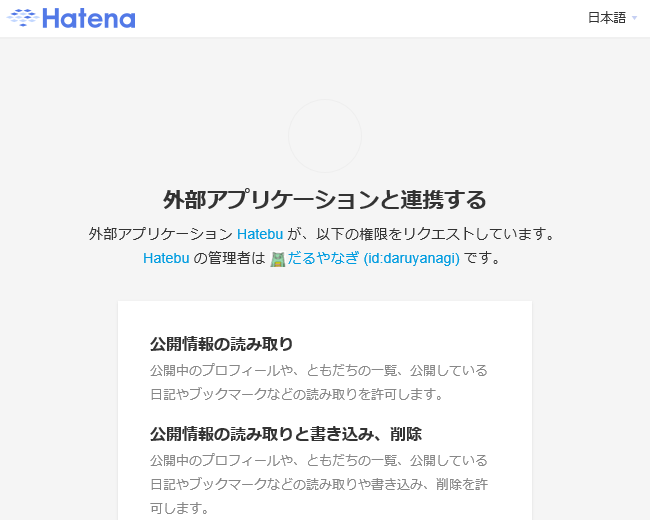 Hatena
日本語
外部アプリケーションと連携する
外部アプリケーション Hatebu が、以下の権限をリクエストしています。
Hatebu の管理者は だるやなぎ (id:daruyanagi) です。
公開情報の読み取り
公開中のプロフィールや、ともだちの一覧、公開している
日記やブックマークなどの読み取りを許可します。
公開情報の読み取りと書き込み、削除
公開中のプロフィールや、ともだちの一覧、公開している
日記やブックマークなどの読み取りや書き込み、削除を許
可します。